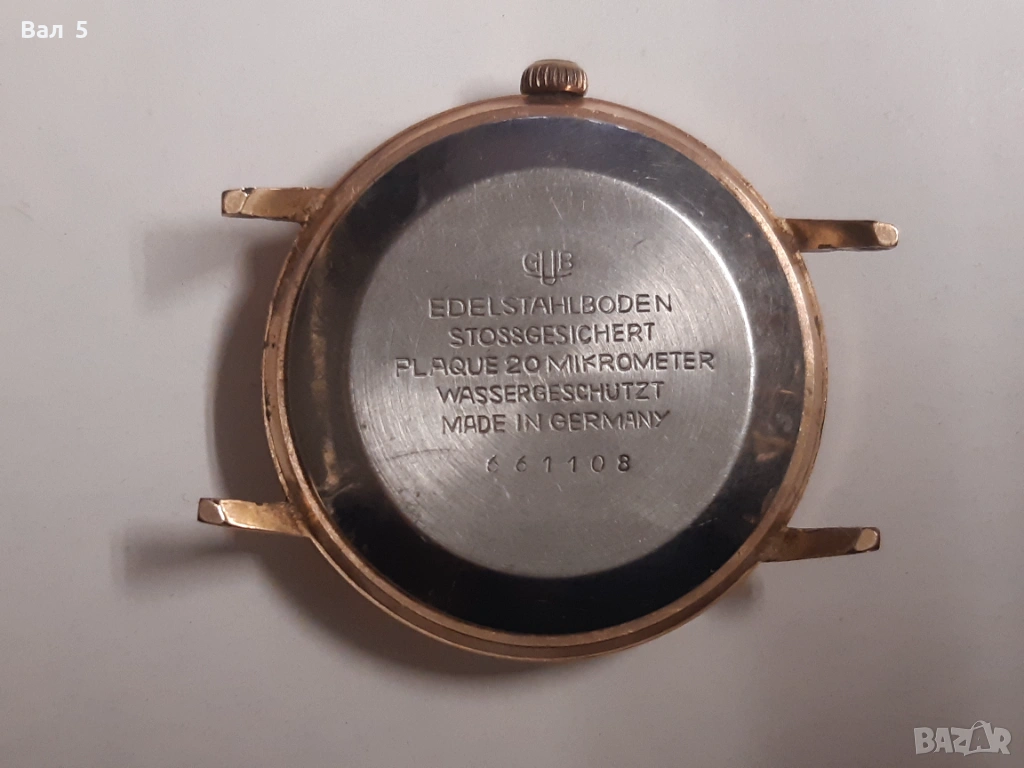 Вал 5
GUB
EDELSTAHLBODEN
STOSSGESICHERT
PLAQUE 20 MIKROMETER
WASSERGESCHUTZT
MADE IN GERMANY
661108
BAZAR